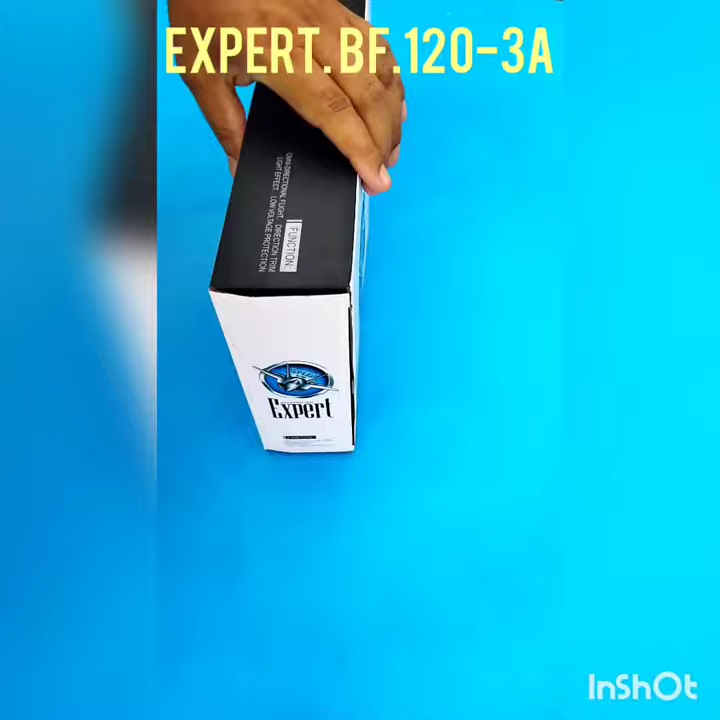 EXPERT.BF.120-3A
FUNCTION:
OMNI-DIRECTIONAL FLIGHT DIRECTION TRIM
LIGHT EFFECT LOW VOLTAGE PROTECTION
Expert
InShOt